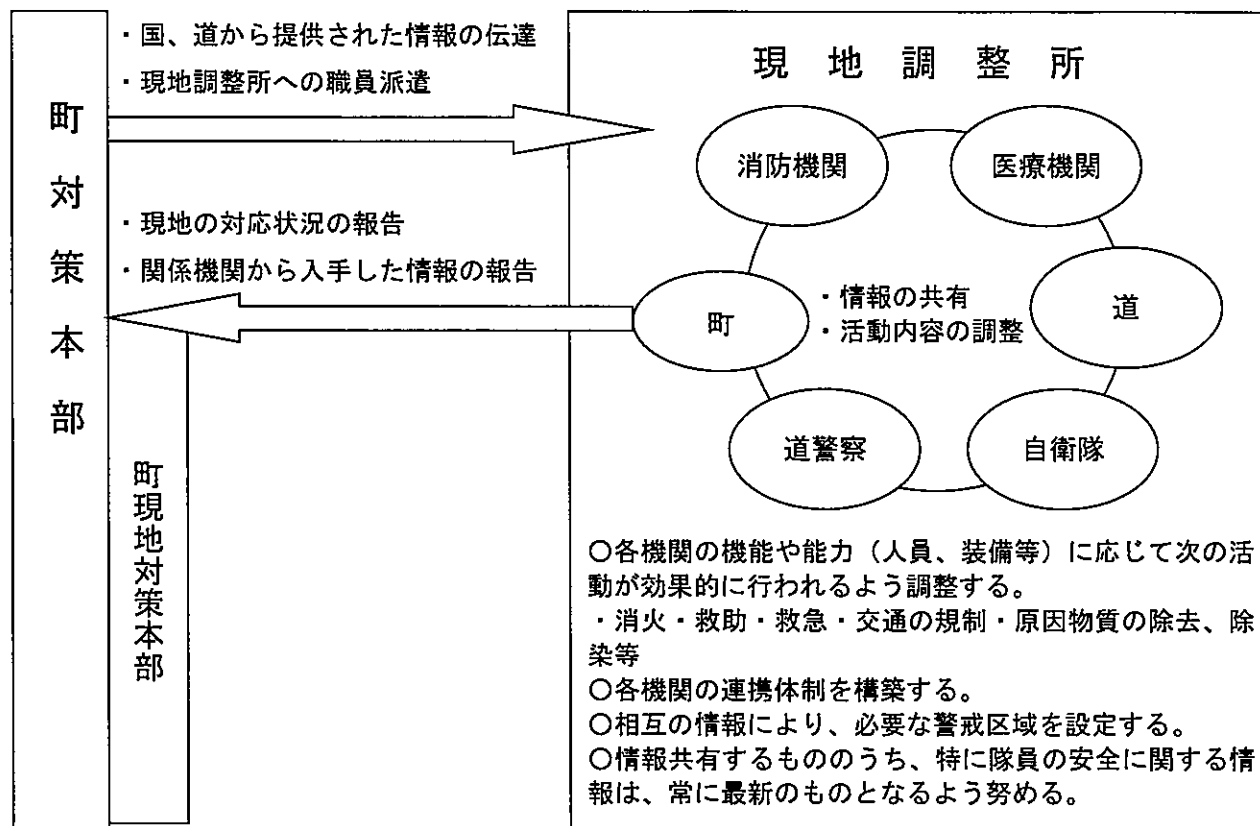 町対策本部
・国、道から提供された情報の伝達
・現地調整所への職員派遣
・現地の対応状況の報告
・関係機関から入手した情報の報告
町現地対策本部
現地調整所
消防機関
医療機関
町
・情報の共有
・活動内容の調整
道
道警察
自衛隊
〇各機関の機能や能力（人員、装備等）に応じて次の活
動が効果的に行われるよう調整する。
・消火・救助・救急・交通の規制・原因物質の除去、除
染等
〇各機関の連携体制を構築する。
〇相互の情報により、必要な警戒区域を設定する。
〇情報共有するもののうち、特に隊員の安全に関する情
報は、常に最新のものとなるよう努める。